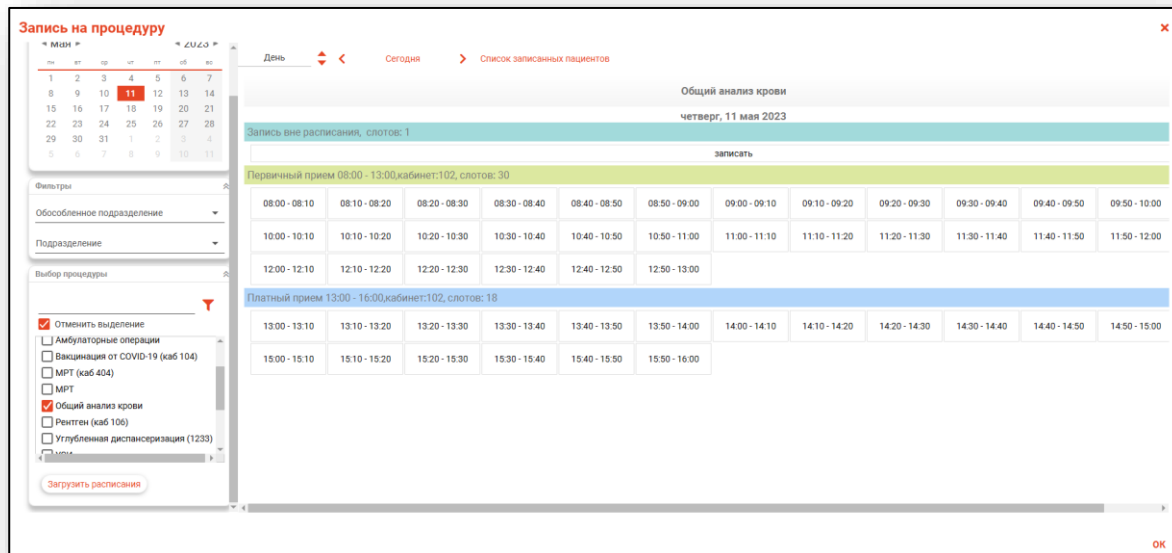 Запись на процедуру
мая 2023
пн вт ср чт пт сб вс
1 2 3 4 5 6 7
8 9 10 11 12 13 14
15 16 17 18 19 20 21
22 23 24 25 26 27 28
29 30 31 1 2 3 4
5 6 7 8 9 10 11
Фильтры
Обособленное подразделение
Подразделение
Выбор процедуры
Отменить выделение
Амбулаторные операции
Вакцинация от COVID-19 (каб 104)
МРТ (каб 404)
МРТ
Общий анализ крови
Рентген (каб 106)
Углубленная диспансеризация (1233)
Загрузить расписания
День Сегодня Список записанных пациентов
Общий анализ крови
четверг, 11 мая 2023
Запись вне расписания, слотов: 1
записать
Первичный прием 08:00 - 13:00,кабинет:102, слотов: 30
08:00 - 08:10 08:10 - 08:20 08:20 - 08:30 08:30 - 08:40 08:40 - 08:50 08:50 - 09:00 09:00 - 09:10 09:10 - 09:20 09:20 - 09:30 09:30 - 09:40 09:40 - 09:50 09:50 - 10:00
10:00 - 10:10 10:10 - 10:20 10:20 - 10:30 10:30 - 10:40 10:40 - 10:50 10:50 - 11:00 11:00 - 11:10 11:10 - 11:20 11:20 - 11:30 11:30 - 11:40 11:40 - 11:50 11:50 - 12:00
12:00 - 12:10 12:10 - 12:20 12:20 - 12:30 12:30 - 12:40 12:40 - 12:50 12:50 - 13:00
Платный прием 13:00 - 16:00,кабинет:102, слотов: 18
13:00 - 13:10 13:10 - 13:20 13:20 - 13:30 13:30 - 13:40 13:40 - 13:50 13:50 - 14:00 14:00 - 14:10 14:10 - 14:20 14:20 - 14:30 14:30 - 14:40 14:40 - 14:50 14:50 - 15:00
15:00 - 15:10 15:10 - 15:20 15:20 - 15:30 15:30 - 15:40 15:40 - 15:50 15:50 - 16:00
ОК